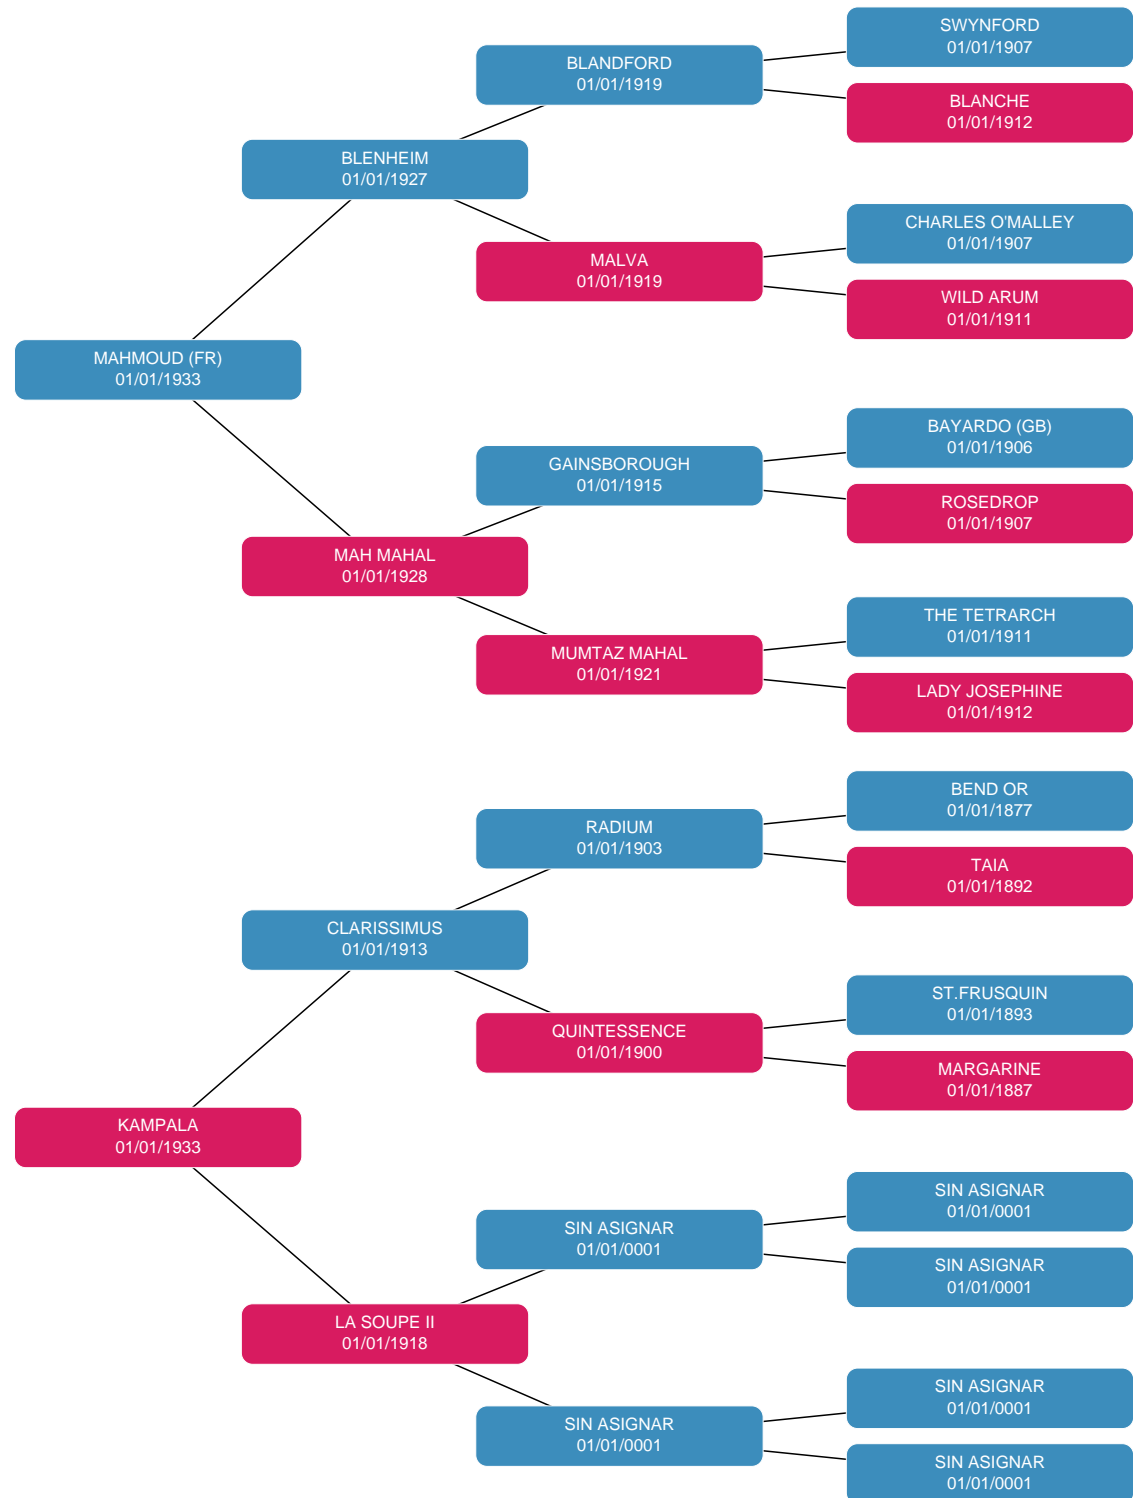 SWYNFORD
01/01/1907
BLANDFORD
01/01/1919
BLANCHE
01/01/1912
BLENHEIM
01/01/1927
CHARLES O'MALLEY
01/01/1907
MALVA
01/01/1919
WILD ARUM
01/01/1911
MAHMOUD (FR)
01/01/1933
BAYARDO (GB)
01/01/1906
GAINSBOROUGH
01/01/1915
ROSEDROP
01/01/1907
MAH MAHAL
01/01/1928
THE TETRARCH
01/01/1911
MUMTAZ MAHAL
01/01/1921
LADY JOSEPHINE
01/01/1912
BEND OR
01/01/1877
RADIUM
01/01/1903
TAIA
01/01/1892
CLARISSIMUS
01/01/1913
ST.FRUSQUIN
01/01/1893
QUINTESSENCE
01/01/1900
MARGARINE
01/01/1887
KAMPALA
01/01/1933
SIN ASIGNAR
01/01/0001
SIN ASIGNAR
01/01/0001
SIN ASIGNAR
01/01/0001
LA SOUPE II
01/01/1918
SIN ASIGNAR
01/01/0001
SIN ASIGNAR
01/01/0001
SIN ASIGNAR
01/01/0001